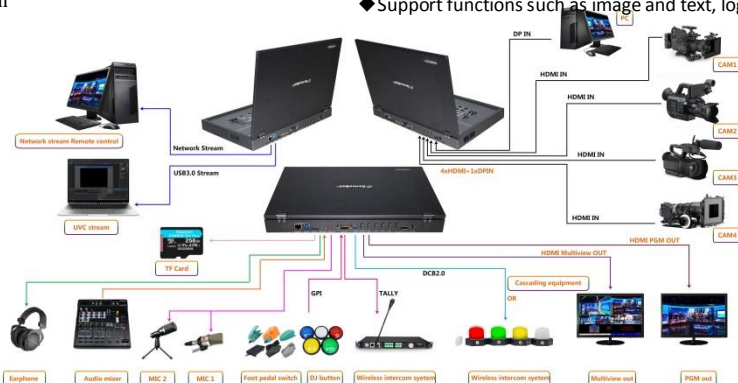 ◆Support functions such as image and text, log
PC
DP IN
CAM1
HDMI IN
HDMI IN
CAM2
Network stream Remote control
Network Stream
HDMI IN
USB3.0 Stream
4xHDMI+1xDPIN
CAM3
HDMI IN
UVC stream
CAM4
HDMI PGM OUT
256
HDMI Multiview OUT
TF Card
DCB2.0
Cascading equipment
GPI
TALLY
OR
Earphone
Audio mixer
MIC 2
MIC 1
Foot pedal switch
DJ button
Wireless intercom system
Wireless intercom system
Multiview out
PGM out